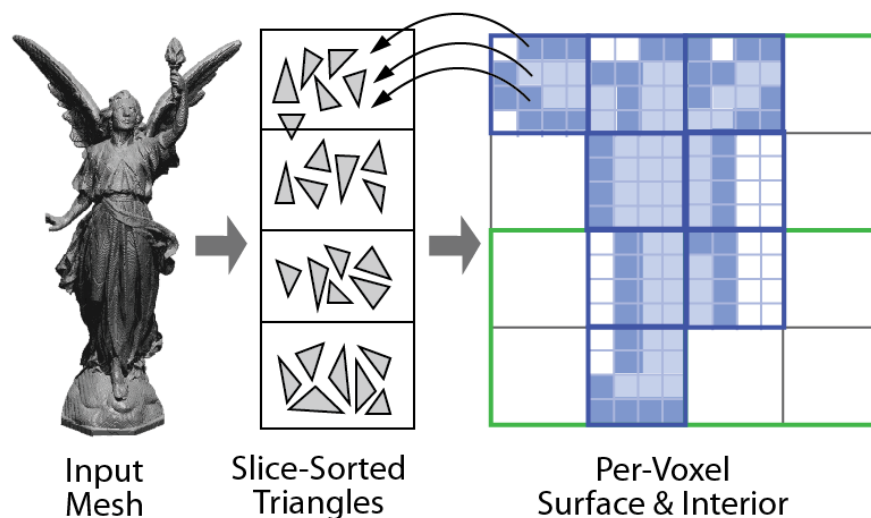 Input
Mesh
Slice-Sorted
Triangles
Per-Voxel
Surface & Interior